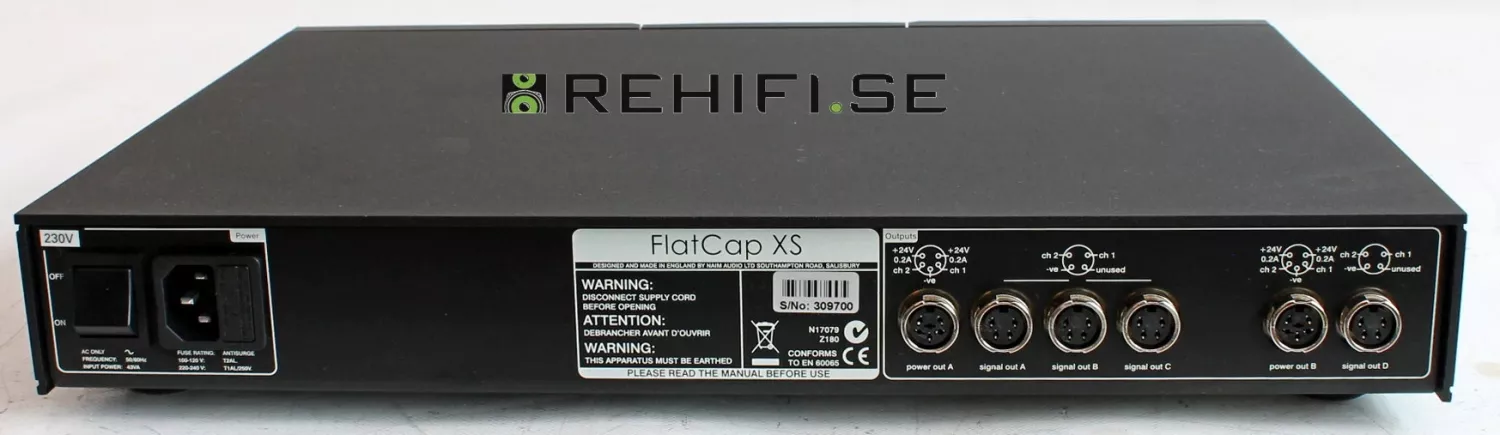 REHIFI.SE
230V
Power
OFF
ON
AC ONLY
FREQUENCY: 50/60Hz
INPUT POWER: 43VA
FUSE RATING. ANTISURGE
100-120 V: T2AL.
220-240 V: T1AL/250V
FlatCap XS
DESIGNED AND MADE IN ENGLAND BY NAIM AUDIO LTD SOUTHAMPTON ROAD, SALISBURY
WARNING:
DISCONNECT SUPPLY CORD
BEFORE OPENING
ATTENTION:
DEBRANCHER AVANT D'OUVRIR
WARNING:
THIS APPARATUS MUST BE EARTHED
S/No: 309700
N17079
Z180
CONFORMS
TO EN 60065
CE
PLEASE READ THE MANUAL BEFORE USE
Outputs
+24V +24V
0.2A 0.2A
ch 2 ch 1
-ve
ch 2 ch 1
-ve unused
+24V +24V
0.2A 0.2A
ch 2 ch 1
-ve
ch 2 ch 1
-ve unused
power out A signal out A signal out B signal out C power out B signal out D